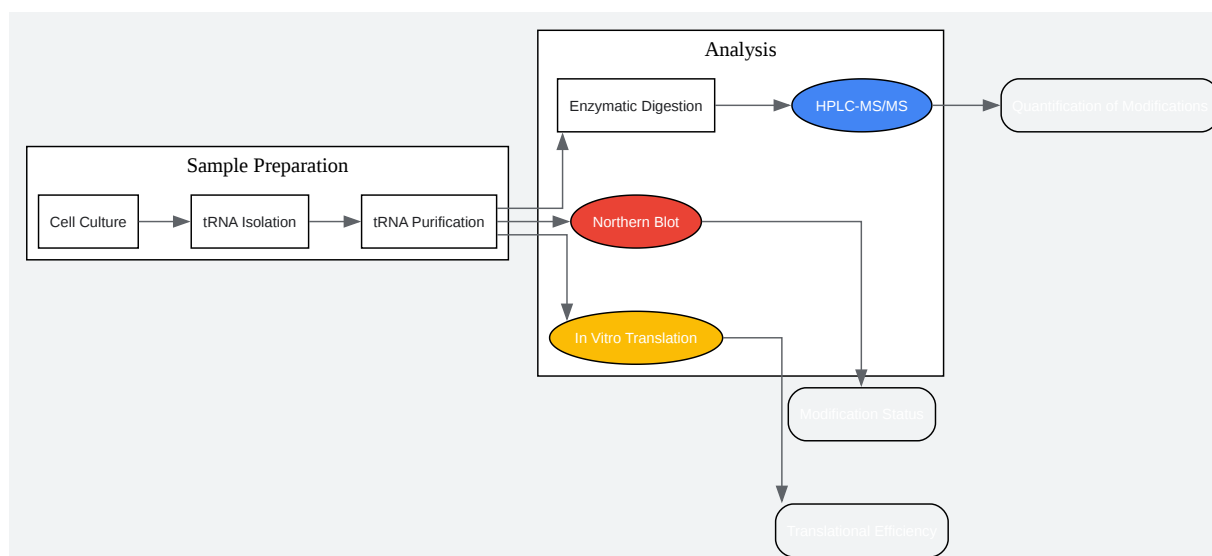 Analysis
Enzymatic Digestion
HPLC-MS/MS
Quantification of Modifications
Sample Preparation
Cell Culture
tRNA Isolation
tRNA Purification
Northern Blot
In Vitro Translation
Modification Status
Translational Efficiency